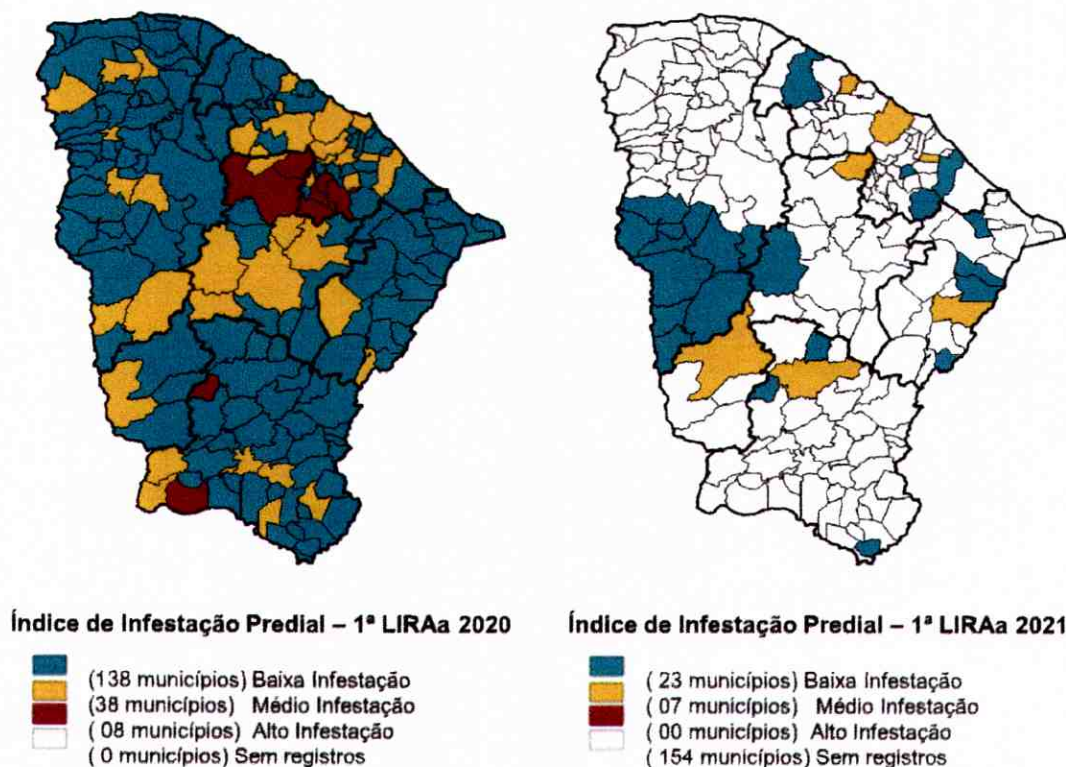 Índice de Infestação Predial – 1ª LIRAa 2020
(138 municípios) Baixa Infestação
(38 municípios) Médio Infestação
( 08 municípios) Alto Infestação
( 0 municípios) Sem registros
Índice de Infestação Predial – 1ª LIRAa 2021
( 23 municípios) Baixa Infestação
( 07 municípios) Médio Infestação
( 00 municípios) Alto Infestação
( 154 municípios) Sem registros